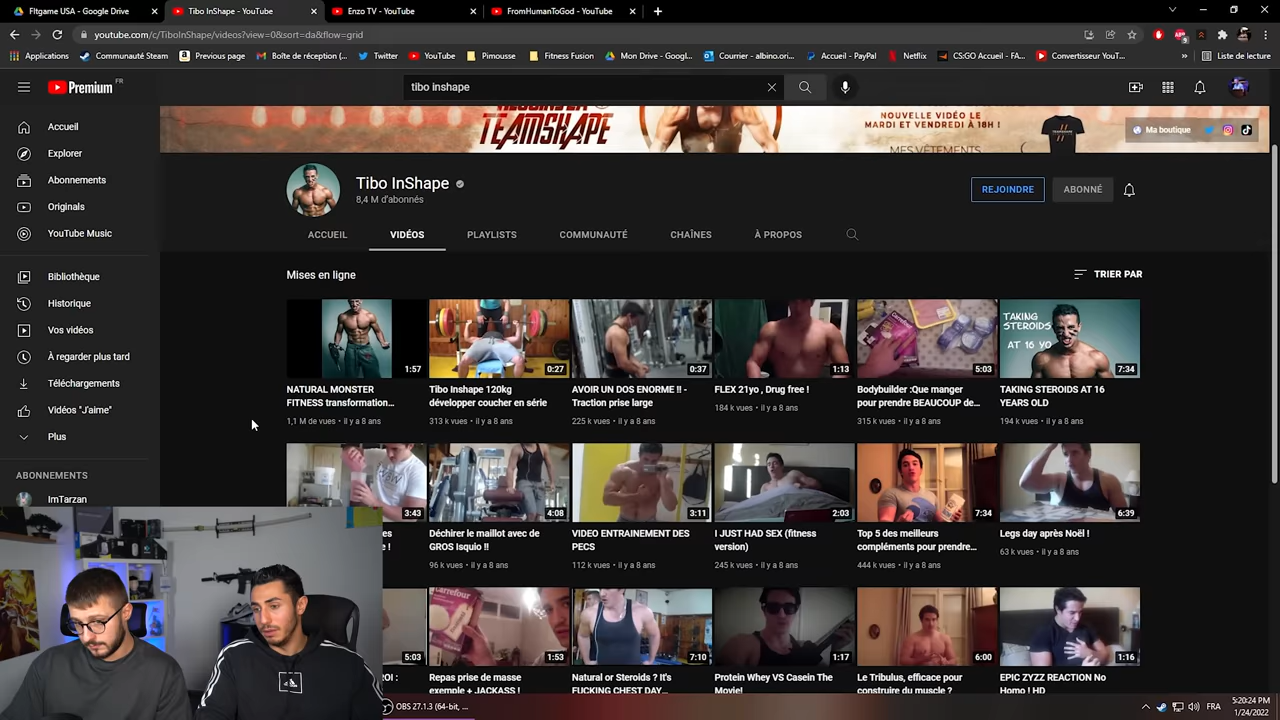 FItgame USA - Google Drive
Tibo InShape - YouTube
Enzo TV - YouTube
FromHumanToGod - YouTube
youtube.com/c/TiboInShape/videos?view=0&sort=da&flow=grid
Applications
Communauté Steam
Previous page
Boîte de réception (...
Twitter
YouTube
Pimousse
Fitness Fusion
Mon Drive - Googl...
Courrier - albino.ori...
Accueil - PayPal
Netflix
CS:GO Accueil - FA...
Convertisseur YouT...
Liste de lecture
Premium FR
tibo inshape
TEAMSHAPE
NOUVELLE VIDÉO LE
MARDI ET VENDREDI À 18H !
MES VÊTEMENTS
Ma boutique
Accueil
Explorer
Abonnements
Originals
YouTube Music
Bibliothèque
Historique
Vos vidéos
À regarder plus tard
Téléchargements
Vidéos "J'aime"
Plus
ABONNEMENTS
ImTarzan
Tibo InShape
8,4 M d'abonnés
REJOINDRE
ABONNÉ
ACCUEIL
VIDÉOS
PLAYLISTS
COMMUNAUTÉ
CHAÎNES
À PROPOS
Mises en ligne
TRIER PAR
1:57
0:27
0:37
1:13
5:03
TAKING
STEROIDS
AT 16 YO
7:34
NATURAL MONSTER
FITNESS transformation...
1,1 M de vues • il y a 8 ans
Tibo Inshape 120kg
développer coucher en série
313 k vues • il y a 8 ans
AVOIR UN DOS ENORME !! -
Traction prise large
225 k vues • il y a 8 ans
FLEX 21yo , Drug free !
184 k vues • il y a 8 ans
Bodybuilder :Que manger
pour prendre BEAUCOUP de...
315 k vues • il y a 8 ans
TAKING STEROIDS AT 16
YEARS OLD
194 k vues • il y a 8 ans
3:43
4:08
3:11
2:03
7:34
6:39
Déchirer le maillot avec de
GROS Isquio !!
96 k vues • il y a 8 ans
VIDEO ENTRAINEMENT DES
PECS
112 k vues • il y a 8 ans
I JUST HAD SEX (fitness
version)
245 k vues • il y a 8 ans
Top 5 des meilleurs
compléments pour prendre...
444 k vues • il y a 8 ans
Legs day après Noël !
63 k vues • il y a 8 ans
5:03
carrefour
1:53
7:10
1:17
6:00
1:16
Repas prise de masse
exemple + JACKASS !
Natural or Steroids ? It's
FUCKING CHEST DAY...
Protein Whey VS Casein The
Movie!
Le Tribulus, efficace pour
construire du muscle ?
EPIC ZYZZ REACTION No
Homo ! HD
OBS 27.1.3 (64-bit, ...
FRA
5:20:24 PM
1/24/2022